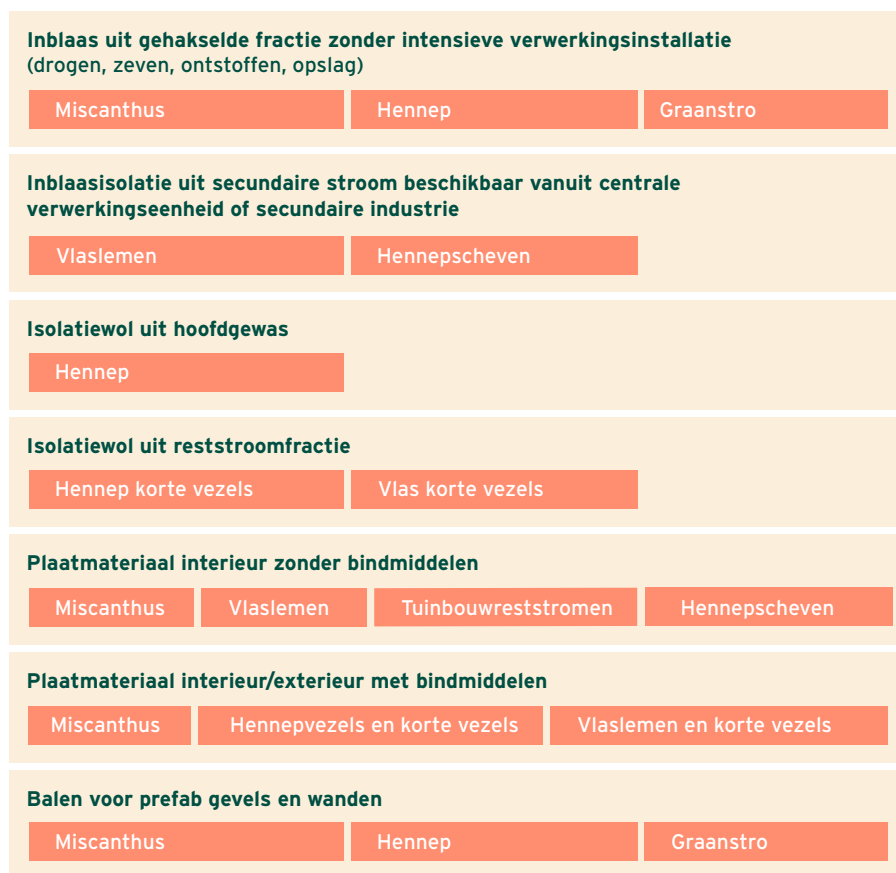 Inblaas uit gehakselde fractie zonder intensieve verwerkingsinstallatie
(drogen, zeven, ontstoffen, opslag)
Miscanthus Hennep Graanstro
Inblaasisolatie uit secundaire stroom beschikbaar vanuit centrale
verwerkingseenheid of secundaire industrie
Vlaslemen Hennepscheven
Isolatiewol uit hoofdgewas
Hennep
Isolatiewol uit reststroomfractie
Hennep korte vezels Vlas korte vezels
Plaatmateriaal interieur zonder bindmiddelen
Miscanthus Vlaslemen Tuinbouwreststromen Hennepscheven
Plaatmateriaal interieur/exterieur met bindmiddelen
Miscanthus Hennepvezels en korte vezels Vlaslemen en korte vezels
Balen voor prefab gevels en wanden
Miscanthus Hennep Graanstro